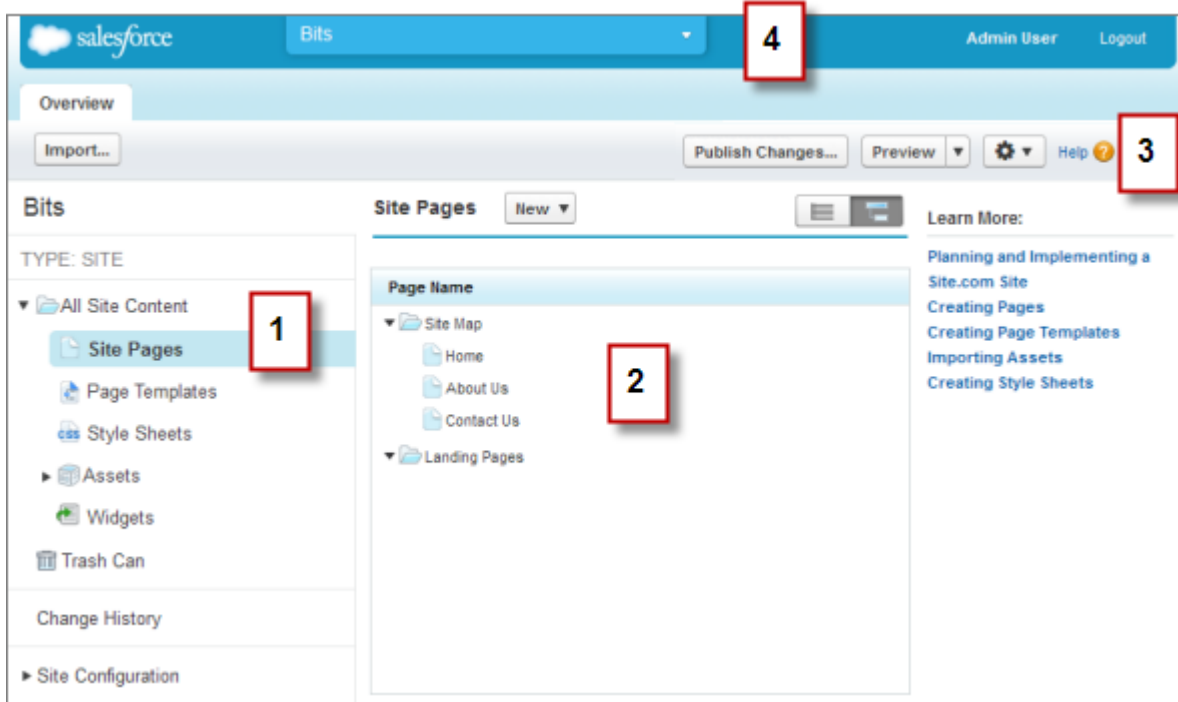 salesforce
Bits
4
Admin User
Logout
Overview
Import...
Publish Changes...
Preview
Help
?
3
Bits
TYPE: SITE
All Site Content
1
Site Pages
Page Templates
css Style Sheets
Assets
Widgets
Trash Can
Change History
Site Configuration
Site Pages
New
Page Name
Site Map
Home
About Us
Contact Us
Landing Pages
2
Learn More:
Planning and Implementing a
Site.com Site
Creating Pages
Creating Page Templates
Importing Assets
Creating Style Sheets